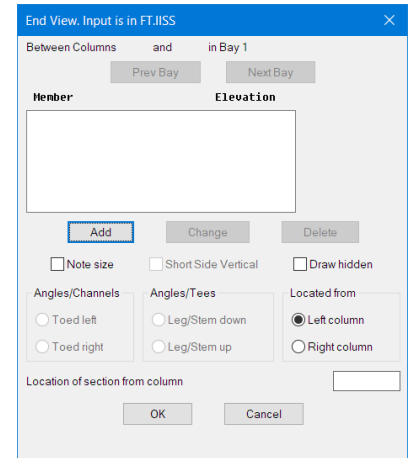 End View. Input is in FT.IISS
Between Columns and in Bay 1
Prev Bay Next Bay
Member Elevation
Add Change Delete
Note size Short Side Vertical Draw hidden
Angles/Channels Angles/Tees Located from
Toed left Leg/Stem down Left column
Toed right Leg/Stem up Right column
Location of section from column
OK Cancel